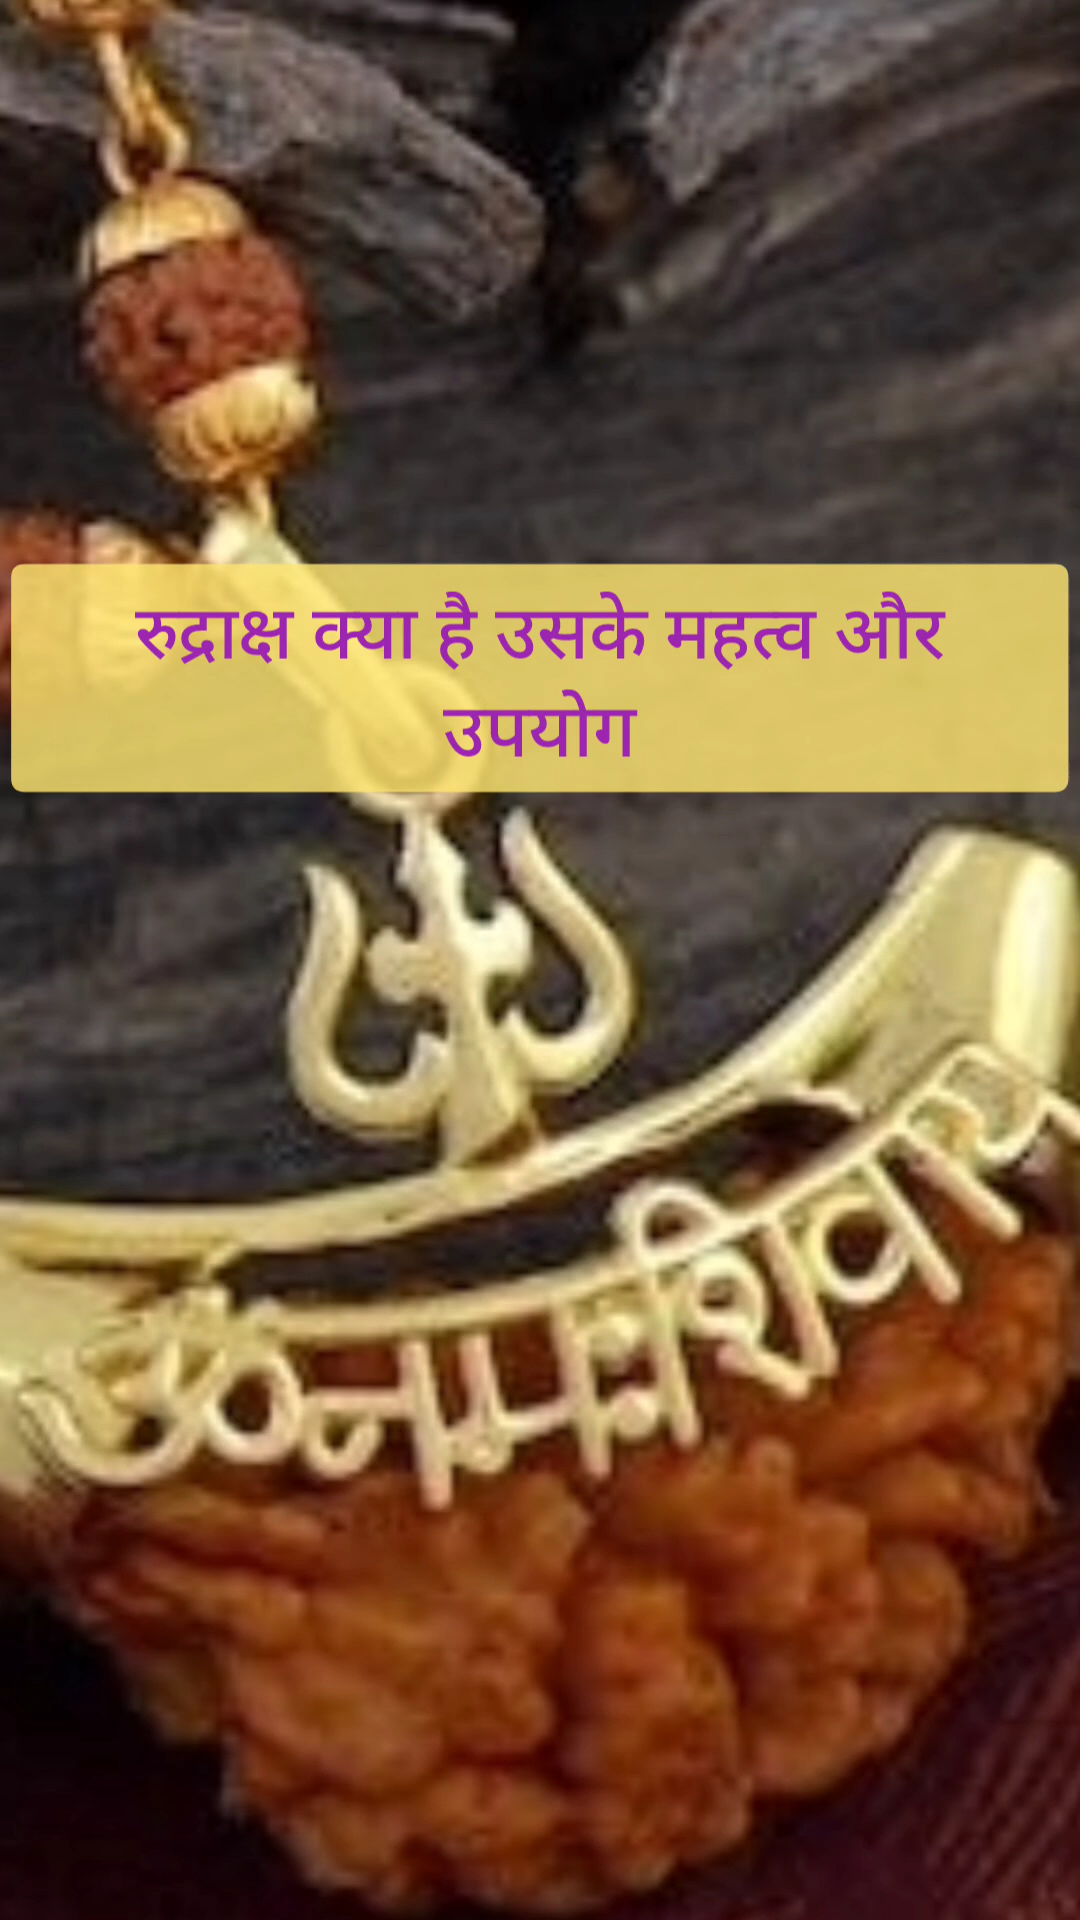 रुद्राक्ष क्या है उसके महत्व और
उपयोग
ॐ नमः शिवाय